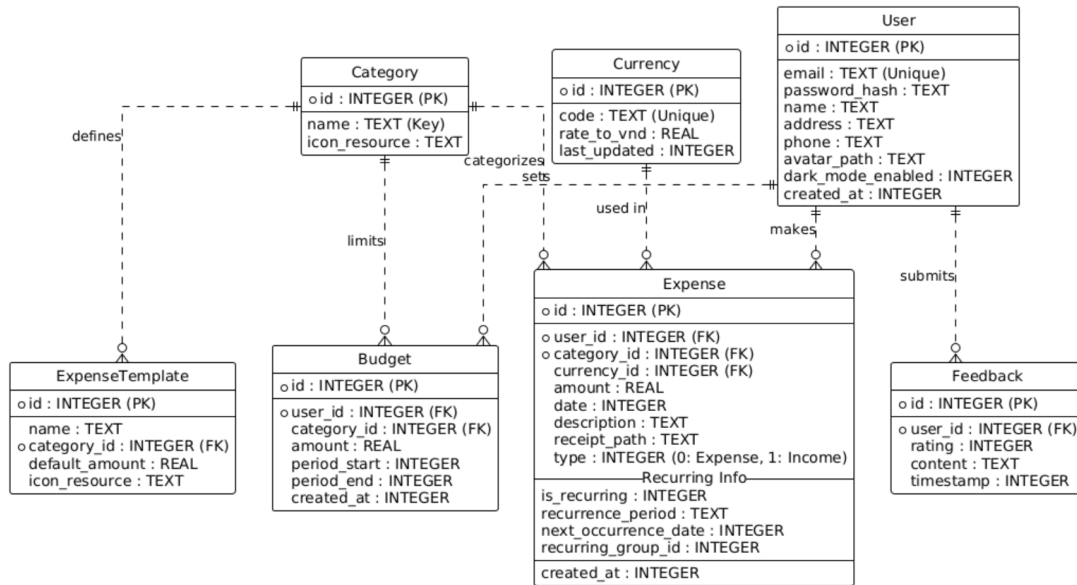 User
id : INTEGER (PK)
email : TEXT (Unique)
password_hash : TEXT
name : TEXT
address : TEXT
phone : TEXT
avatar_path : TEXT
dark_mode_enabled : INTEGER
created_at : INTEGER
Currency
id : INTEGER (PK)
code : TEXT (Unique)
rate_to_vnd : REAL
last_updated : INTEGER
Category
id : INTEGER (PK)
name : TEXT (Key)
icon_resource : TEXT
defines
categorizes
sets
used in
makes
limits
submits
Expense
id : INTEGER (PK)
user_id : INTEGER (FK)
category_id : INTEGER (FK)
currency_id : INTEGER (FK)
amount : REAL
date : INTEGER
description : TEXT
receipt_path : TEXT
type : INTEGER (0: Expense, 1: Income)
Recurring Info
is_recurring : INTEGER
recurrence_period : TEXT
next_occurrence_date : INTEGER
recurring_group_id : INTEGER
created_at : INTEGER
Budget
id : INTEGER (PK)
user_id : INTEGER (FK)
category_id : INTEGER (FK)
amount : REAL
period_start : INTEGER
period_end : INTEGER
created_at : INTEGER
ExpenseTemplate
id : INTEGER (PK)
name : TEXT
category_id : INTEGER (FK)
default_amount : REAL
icon_resource : TEXT
Feedback
id : INTEGER (PK)
user_id : INTEGER (FK)
rating : INTEGER
content : TEXT
timestamp : INTEGER